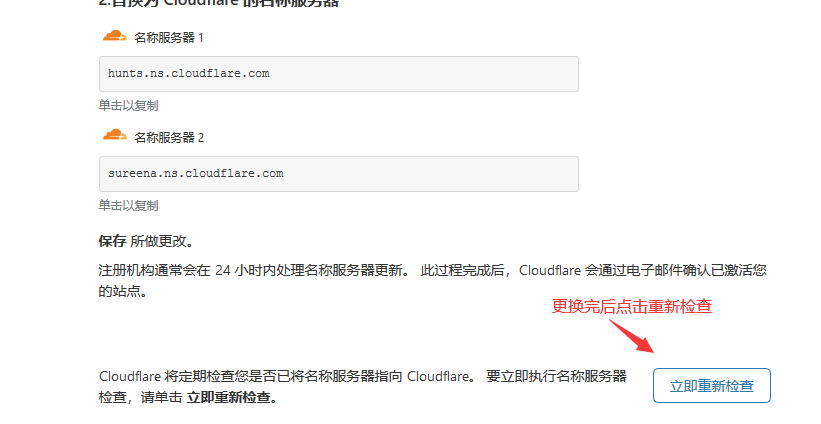 2.替换为 Cloudflare 的名称服务器
名称服务器 1
hunts.ns.cloudflare.com
单击以复制
名称服务器 2
sureena.ns.cloudflare.com
单击以复制
保存 所做更改。
注册机构通常会在 24 小时内处理名称服务器更新。 此过程完成后，Cloudflare 会通过电子邮件确认已激活您
的站点。
更换完后点击重新检查
Cloudflare 将定期检查您是否已将名称服务器指向 Cloudflare。 要立即执行名称服务器
检查，请单击 立即重新检查。
立即重新检查